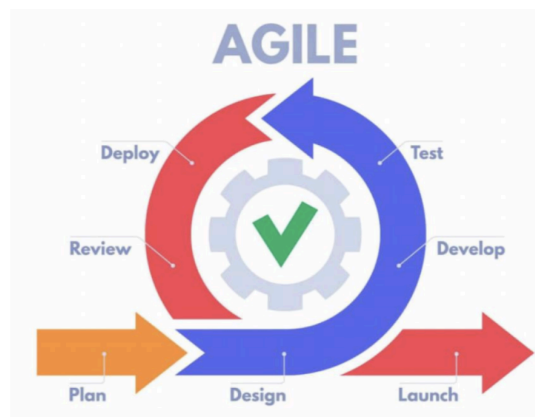 AGILE
Deploy
Test
Review
Develop
Plan
Design
Launch